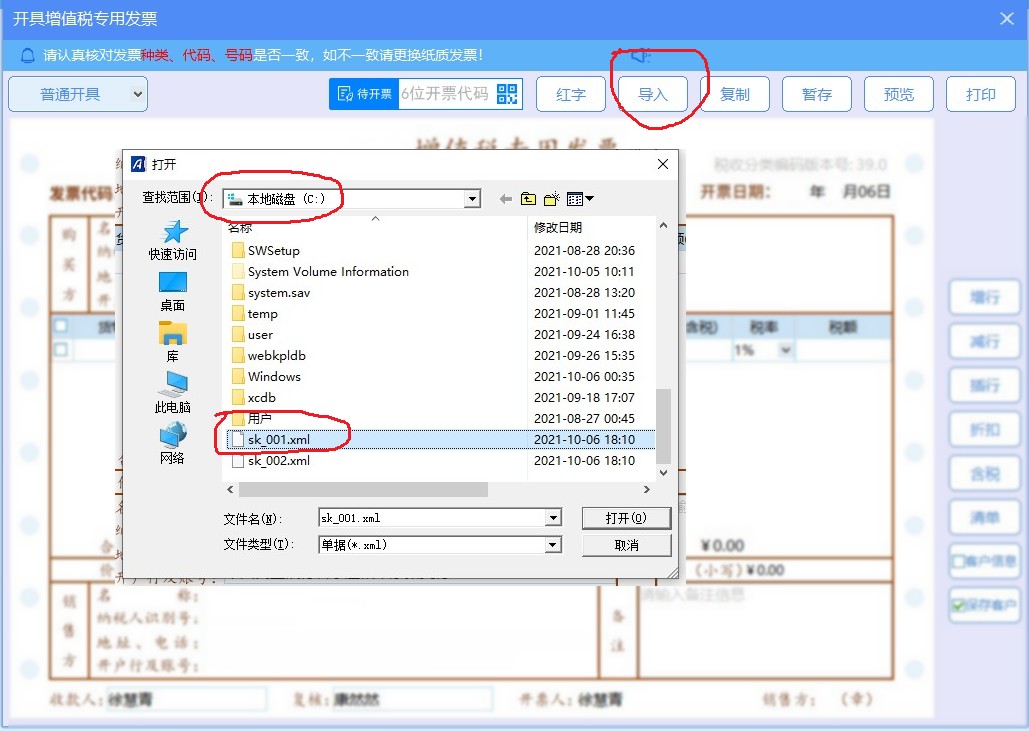 开具增值税专用发票
请认真核对发票种类、代码、号码是否一致，如不一致请更换纸质发票!
普通开具
待开票 6位开票代码 红字 导入 复制 暂存 预览 打印
增值税专用发票
税收分类编码版本号: 39.0
发票代码
开票日期: 年 月06日
打开
查找范围(I): 本地磁盘 (C:)
名称 修改日期
SWSetup 2021-08-28 20:36
System Volume Information 2021-10-05 10:11
system.sav 2021-08-28 13:20
temp 2021-09-01 11:45
user 2021-09-24 16:38
webkpldb 2021-09-26 15:35
Windows 2021-10-06 00:35
xcdb 2021-09-18 17:07
用户 2021-08-27 00:45
sk_001.xml 2021-10-06 18:10
sk_002.xml 2021-10-06 18:10
快速访问
桌面
库
此电脑
网络
文件名(N): sk_001.xml 打开(O)
文件类型(T): 单据(*.xml) 取消
购买方
含税) 税率 税额
1%
增行
减行
插行
折扣
含税
清单
客户信息
保存客户
¥0.00
(小写) ¥0.00
请输入备注信息
销售方
名 称:
纳税人识别号:
地址、电话:
开户行及账号:
备注
收款人: 徐慧青 复核: 康然然 开票人: 徐慧青 销售方: (章)